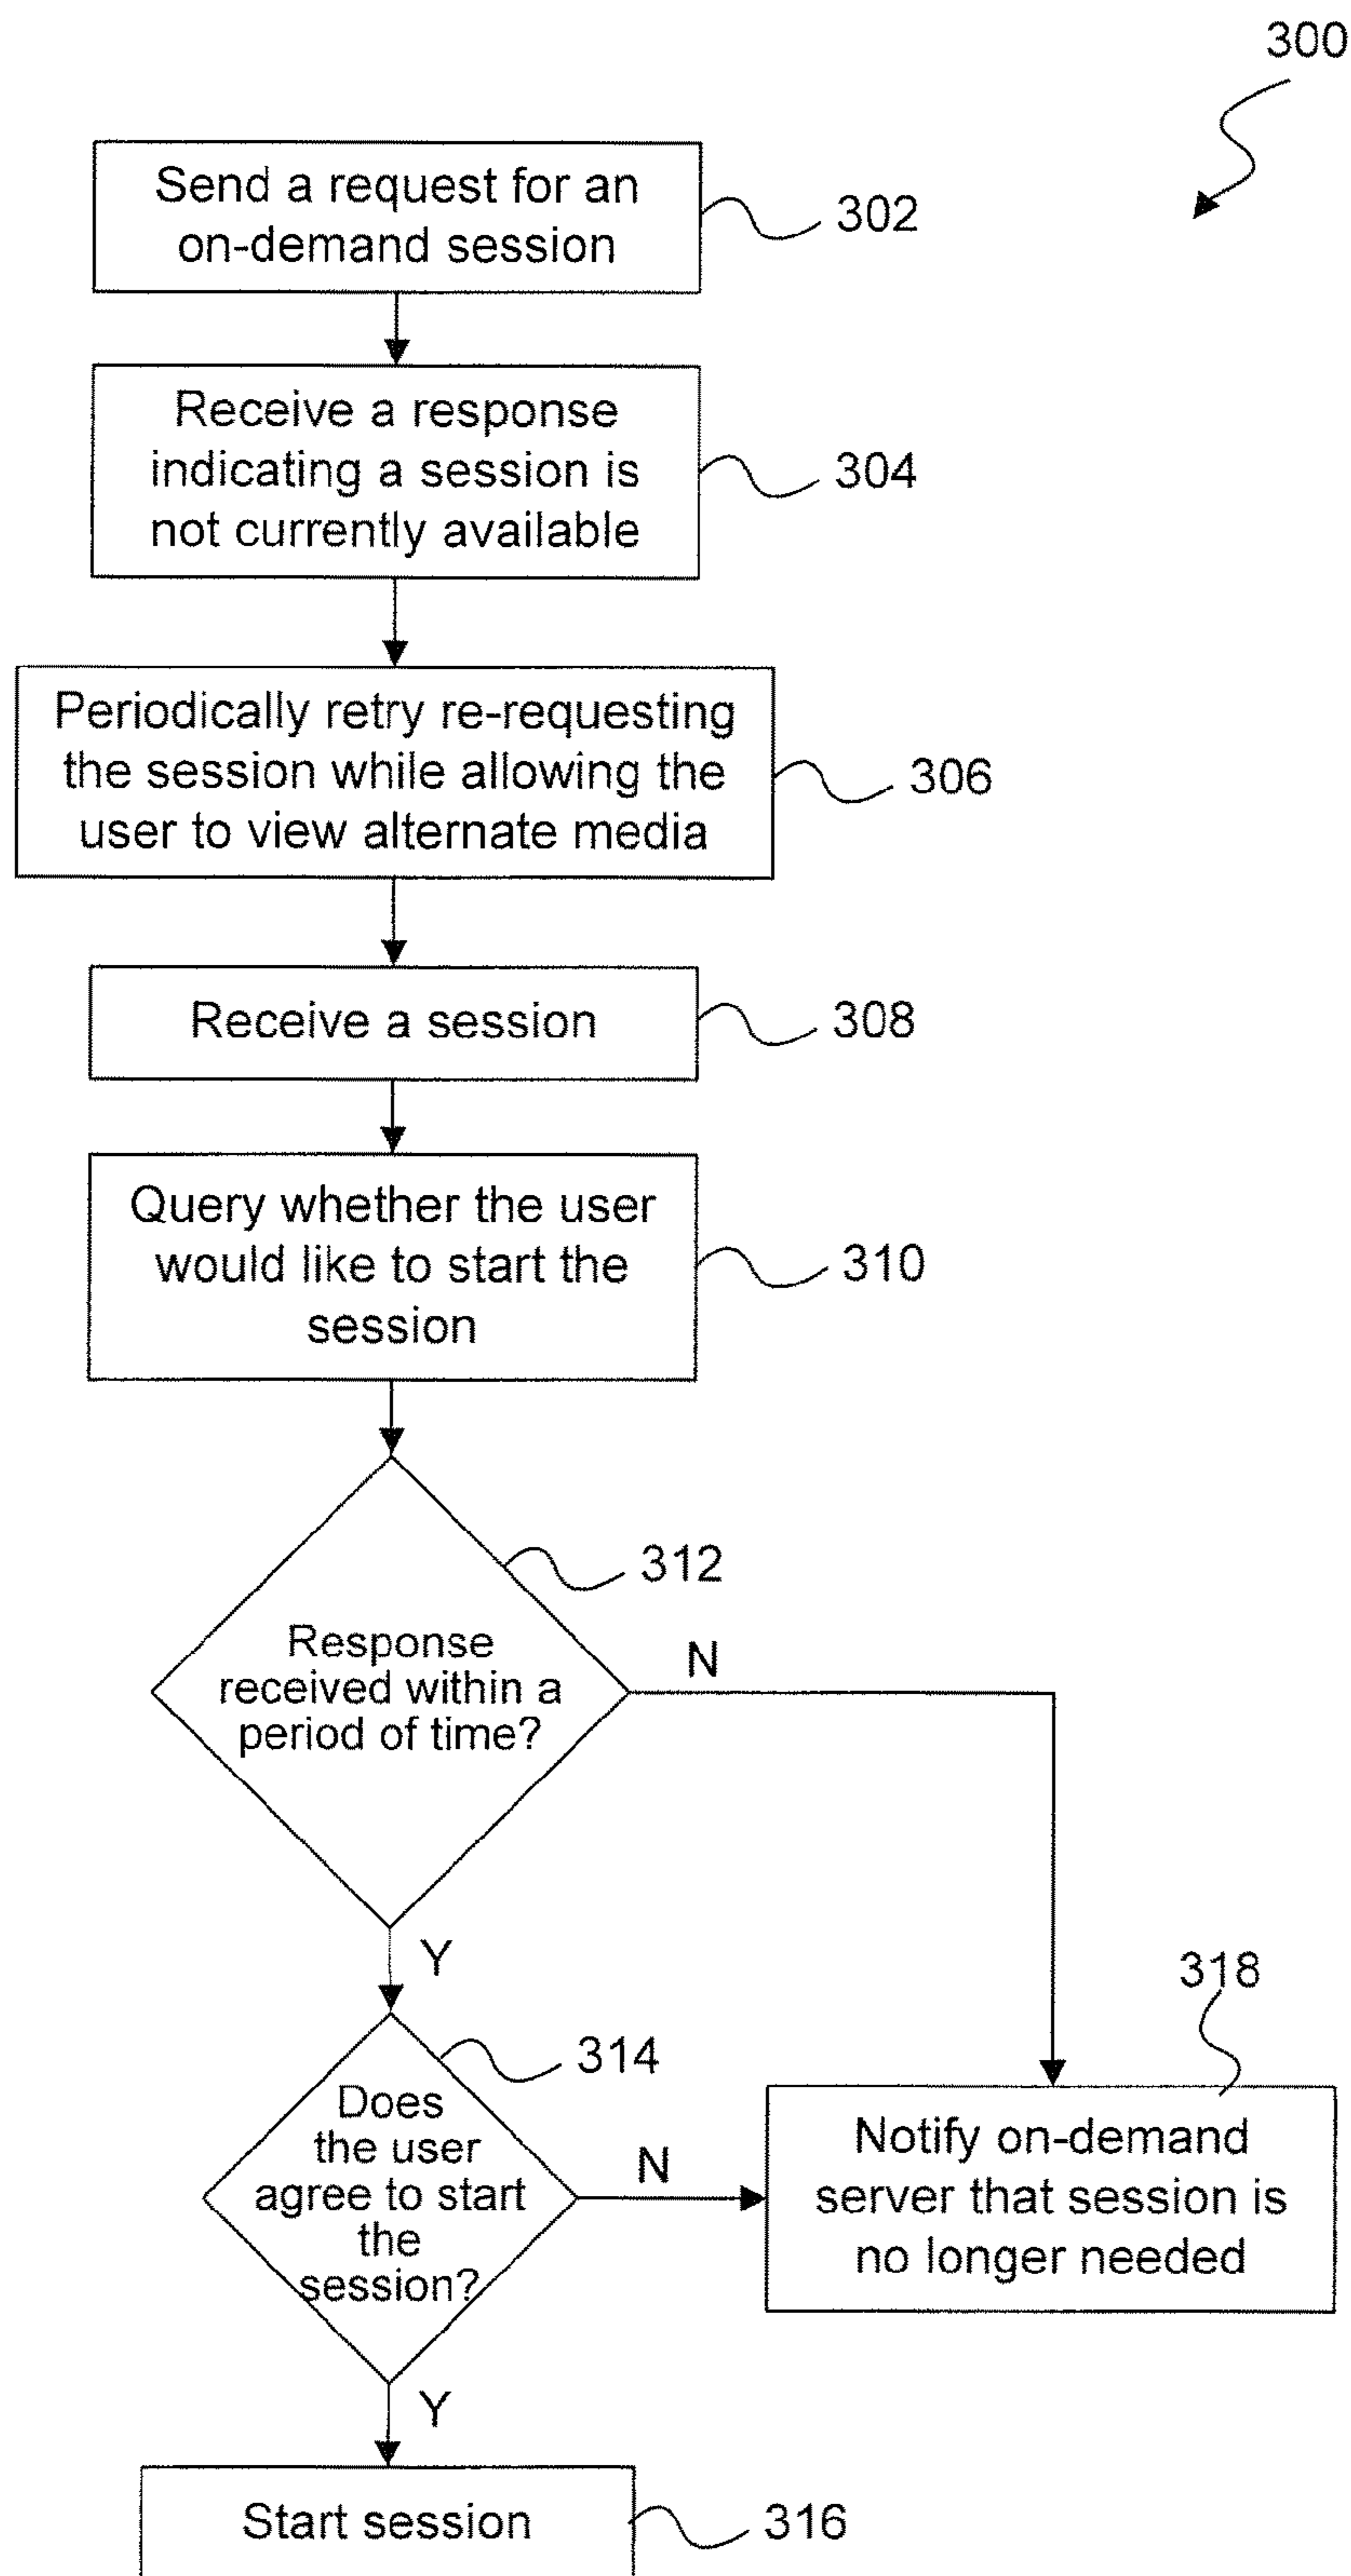 300
Send a request for an
on-demand session
302
Receive a response
indicating a session is
not currently available
304
Periodically retry re-requesting
the session while allowing the
user to view alternate media
306
Receive a session
308
Query whether the user
would like to start the
session
310
312
Response
received within a
period of time?
N
Y
318
314
Does
the user
agree to start
the
session?
N
Notify on-demand
server that session is
no longer needed
Y
Start session
316